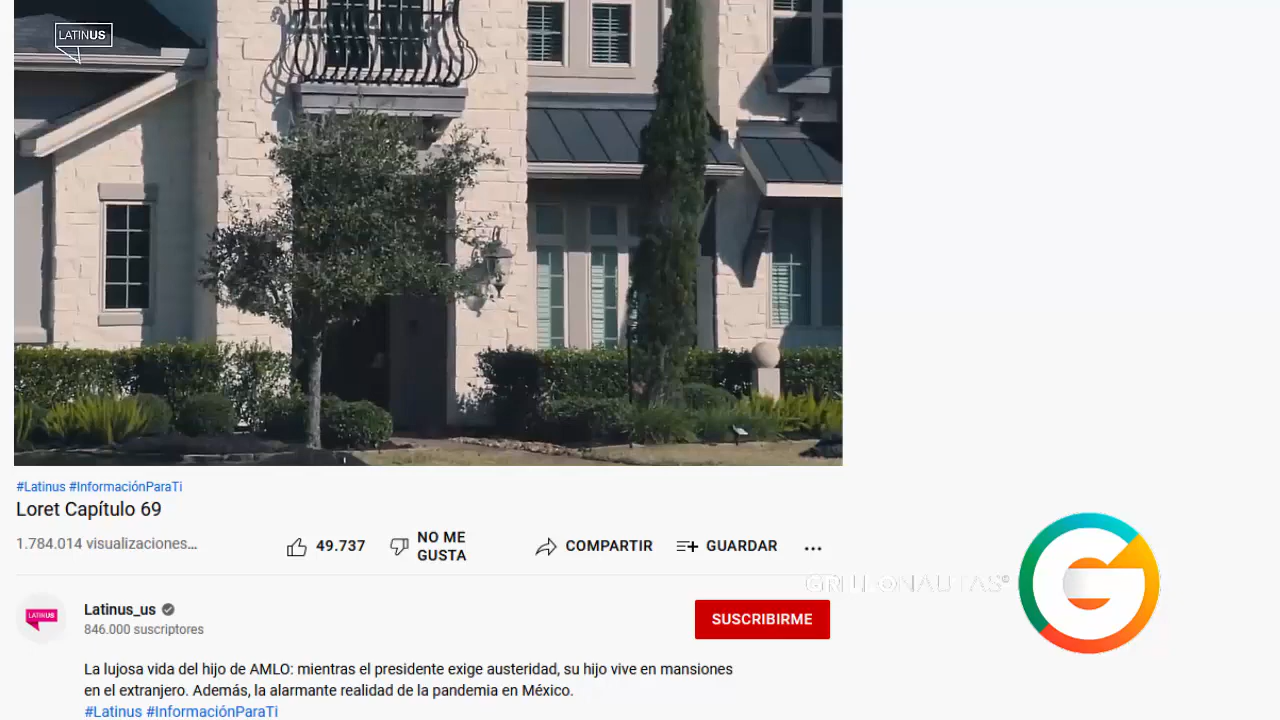 LATINUS
#Latinus #InformaciónParaTi
Loret Capítulo 69
1.784.014 visualizaciones...
49.737
NO ME
GUSTA
COMPARTIR
GUARDAR
...
GRILLONAUTAS®
LATINUS
Latinus_us
846.000 suscriptores
SUSCRIBIRME
La lujosa vida del hijo de AMLO: mientras el presidente exige austeridad, su hijo vive en mansiones
en el extranjero. Además, la alarmante realidad de la pandemia en México.
#Latinus #InformaciónParaTi
G